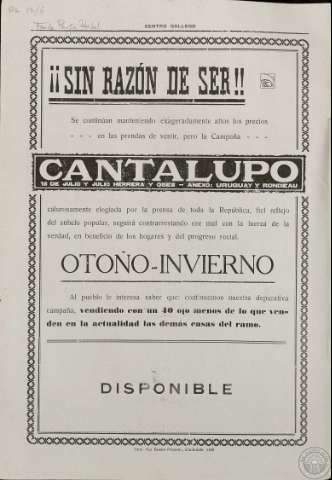 CENTRO GALLEGO
¡¡SIN RAZÓN DE SER!!
Se continúan manteniendo exageradamente altos los precios
- - - en las prendas de vestir, pero la Campaña - - -
CANTALUPO
18 DE JULIO Y JULIO HERRERA Y OBES – ANEXO: URUGUAY Y RONDEAU
calurosamente elogiada por la prensa de toda la República, fiel reflejo
del anhelo popular, seguirá contrarrestando ese mal con la fuerza de la
verdad, en beneficio de los hogares y del progreso social.
OTOÑO-INVIERNO
Al pueblo le interesa saber que continuamos nuestra depurativa
campaña, vendiendo con un 40 ojo menos de lo que ven-
den en la actualidad las demás casas del ramo.
DISPONIBLE